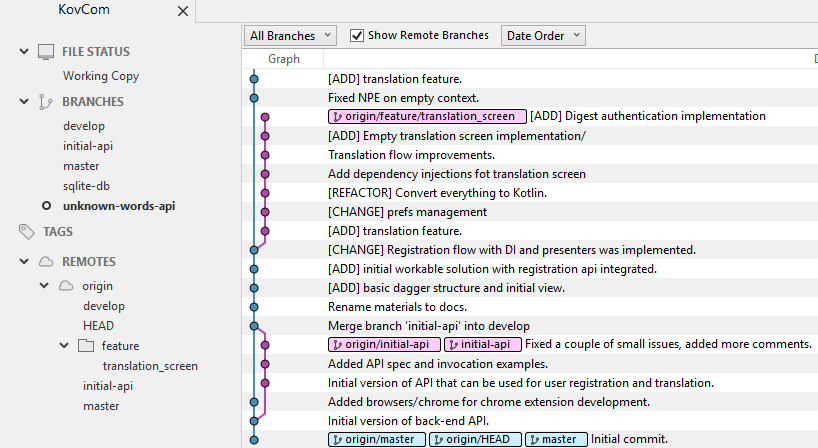 KovCom
All Branches Show Remote Branches Date Order
Graph
FILE STATUS
Working Copy
BRANCHES
develop
initial-api
master
sqlite-db
unknown-words-api
TAGS
REMOTES
origin
develop
HEAD
feature
translation_screen
initial-api
master
[ADD] translation feature.
Fixed NPE on empty context.
origin/feature/translation_screen [ADD] Digest authentication implementation
[ADD] Empty translation screen implementation/
Translation flow improvements.
Add dependency injections fot translation screen
[REFACTOR] Convert everything to Kotlin.
[CHANGE] prefs management
[ADD] translation feature.
[CHANGE] Registration flow with DI and presenters was implemented.
[ADD] initial workable solution with registration api integrated.
[ADD] basic dagger structure and initial view.
Rename materials to docs.
Merge branch 'initial-api' into develop
origin/initial-api initial-api Fixed a couple of small issues, added more comments.
Added API spec and invocation examples.
Initial version of API that can be used for user registration and translation.
Added browsers/chrome for chrome extension development.
Initial version of back-end API.
origin/master origin/HEAD master Initial commit.